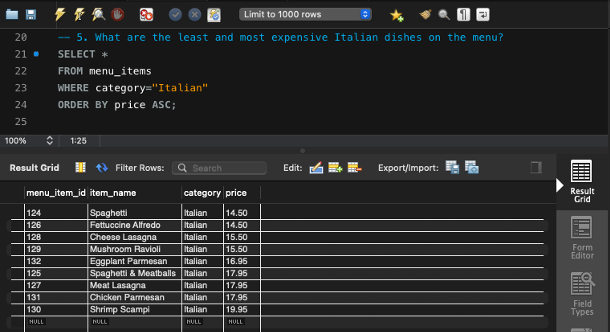 Limit to 1000 rows
20 -- 5. What are the least and most expensive Italian dishes on the menu?
21 SELECT *
22 FROM menu_items
23 WHERE category="Italian"
24 ORDER BY price ASC;
25
100% 1:25
Result Grid Filter Rows: Search Edit: Export/Import:
menu_item_id item_name category price
124 Spaghetti Italian 14.50
126 Fettuccine Alfredo Italian 14.50
128 Cheese Lasagna Italian 15.50
129 Mushroom Ravioli Italian 15.50
132 Eggplant Parmesan Italian 16.95
125 Spaghetti & Meatballs Italian 17.95
127 Meat Lasagna Italian 17.95
131 Chicken Parmesan Italian 17.95
130 Shrimp Scampi Italian 19.95
NULL NULL NULL NULL
Result
Grid
Form
Editor
Field
Types